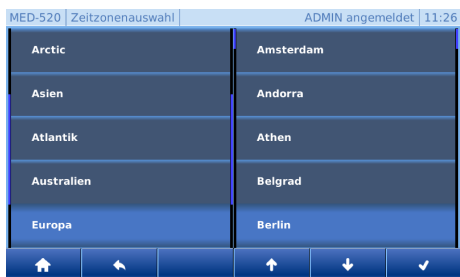 MED-520 Zeitzonenauswahl ADMIN angemeldet 11:26
Arctic Amsterdam
Asien Andorra
Atlantik Athen
Australien Belgrad
Europa Berlin